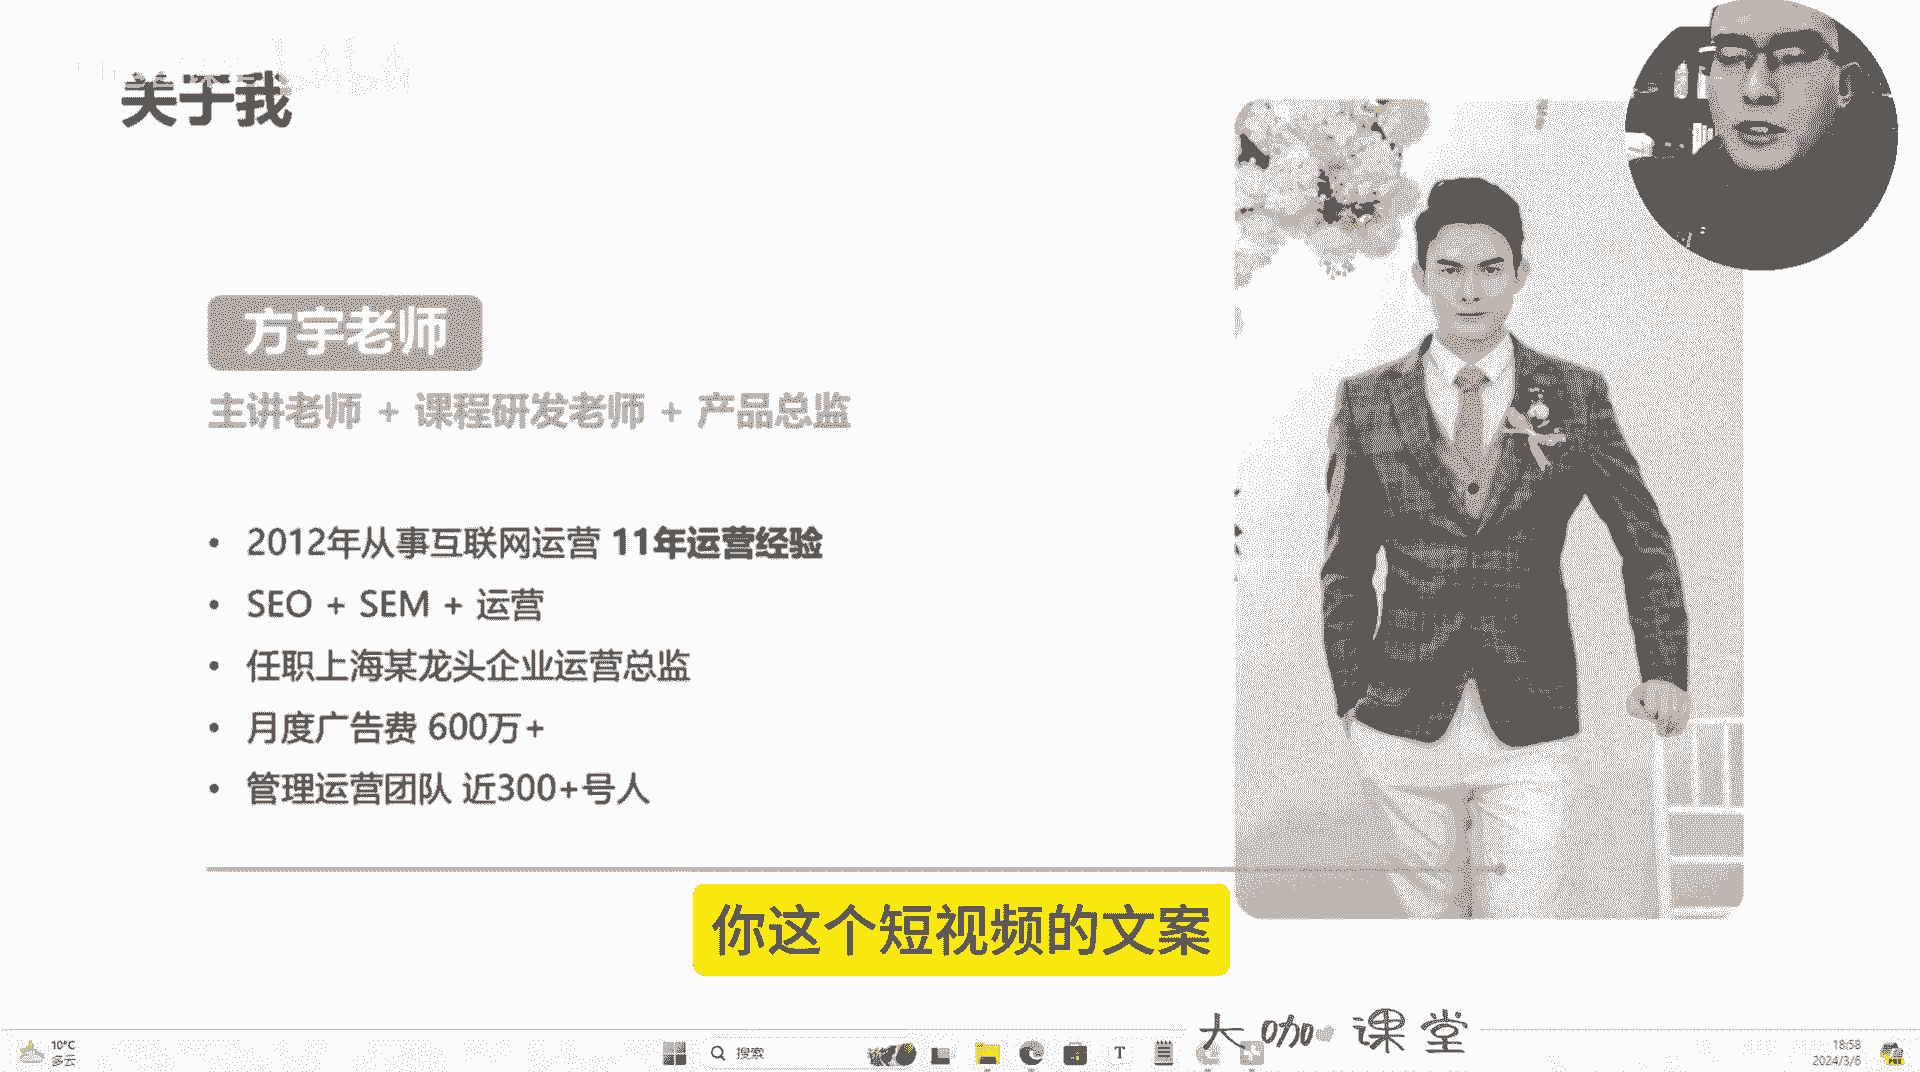 关于我
方宇老师
主讲老师 + 课程研发老师 + 产品总监
• 2012年从事互联网运营 11年运营经验
• SEO + SEM + 运营
• 任职上海某龙头企业运营总监
• 月度广告费 600万+
• 管理运营团队 近300+号人
你这个短视频的文案
大咖课堂
10°C
多云
搜索
18:58
2024/3/6